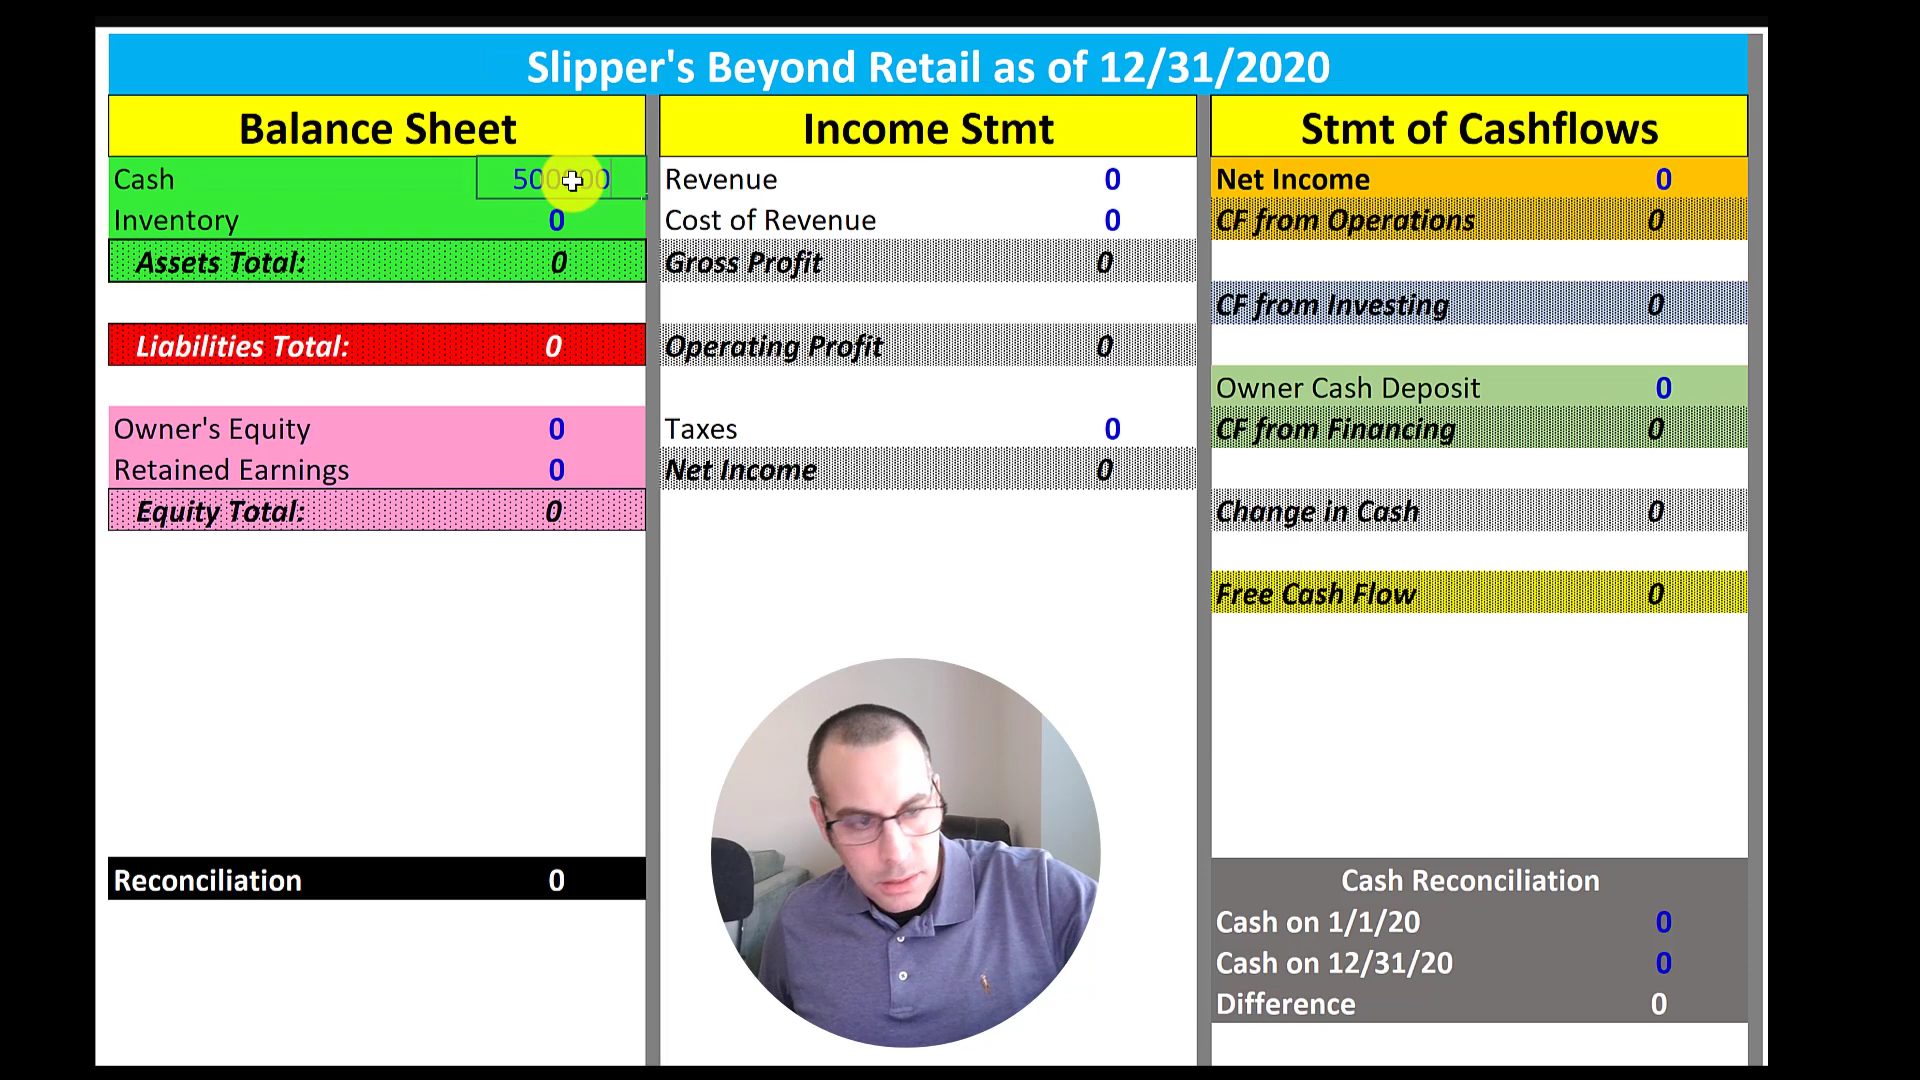 Slipper's Beyond Retail as of 12/31/2020
Balance Sheet
Cash 500000
Inventory 0
Assets Total: 0
Liabilities Total: 0
Owner's Equity 0
Retained Earnings 0
Equity Total: 0
Reconciliation 0
Income Stmt
Revenue 0
Cost of Revenue 0
Gross Profit 0
Operating Profit 0
Taxes 0
Net Income 0
Stmt of Cashflows
Net Income 0
CF from Operations 0
CF from Investing 0
Owner Cash Deposit 0
CF from Financing 0
Change in Cash 0
Free Cash Flow 0
Cash Reconciliation
Cash on 1/1/20 0
Cash on 12/31/20 0
Difference 0